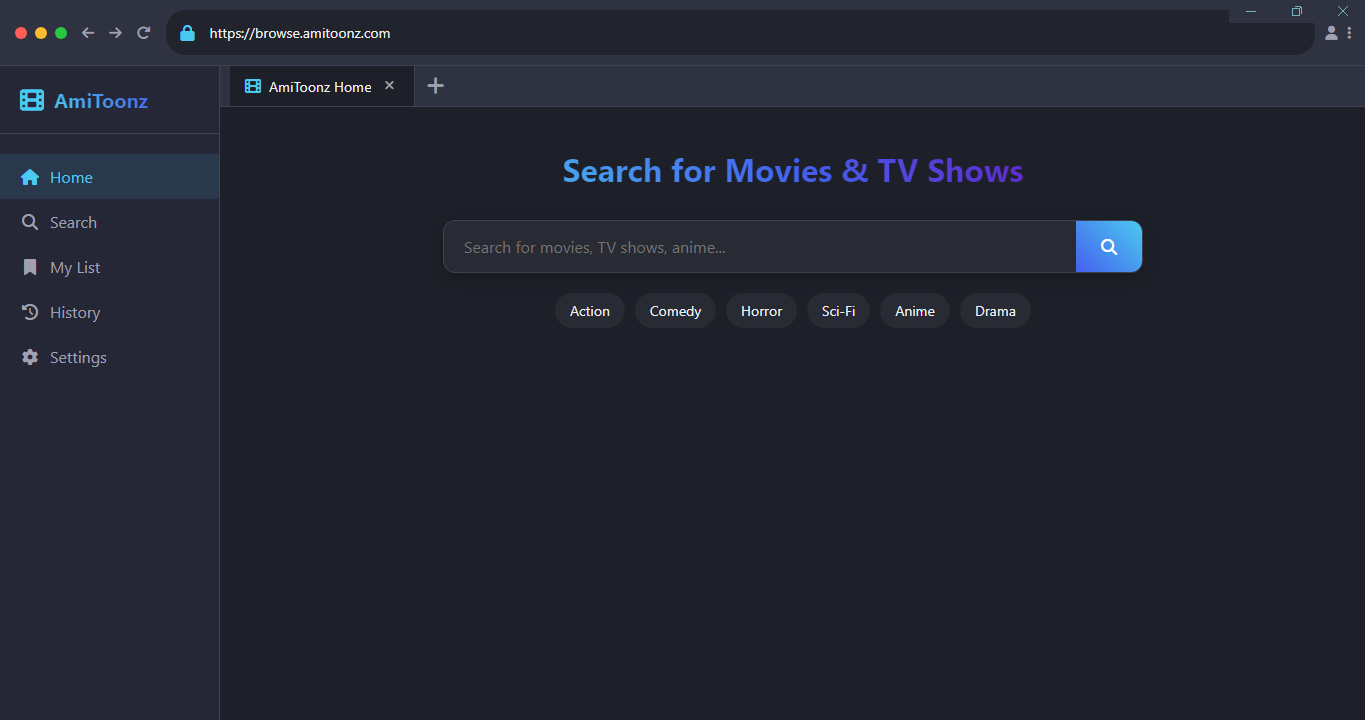 https://browse.amitoonz.com
AmiToonz
AmiToonz Home
Home
Search
My List
History
Settings
Search for Movies & TV Shows
Search for movies, TV shows, anime...
Action Comedy Horror Sci-Fi Anime Drama